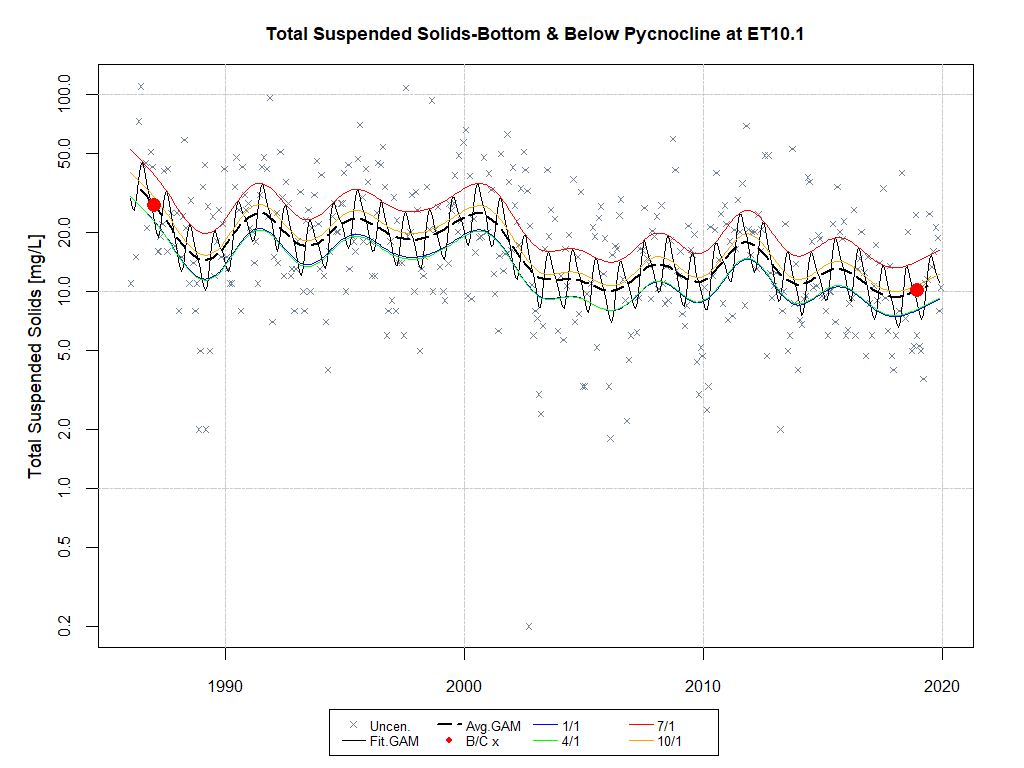 Total Suspended Solids-Bottom & Below Pycnocline at ET10.1
Total Suspended Solids [mg/L]
100.0
50.0
20.0
10.0
5.0
2.0
1.0
0.5
0.2
1990 2000 2010 2020
Uncen. Avg.GAM 1/1 7/1
Fit.GAM B/C x 4/1 10/1